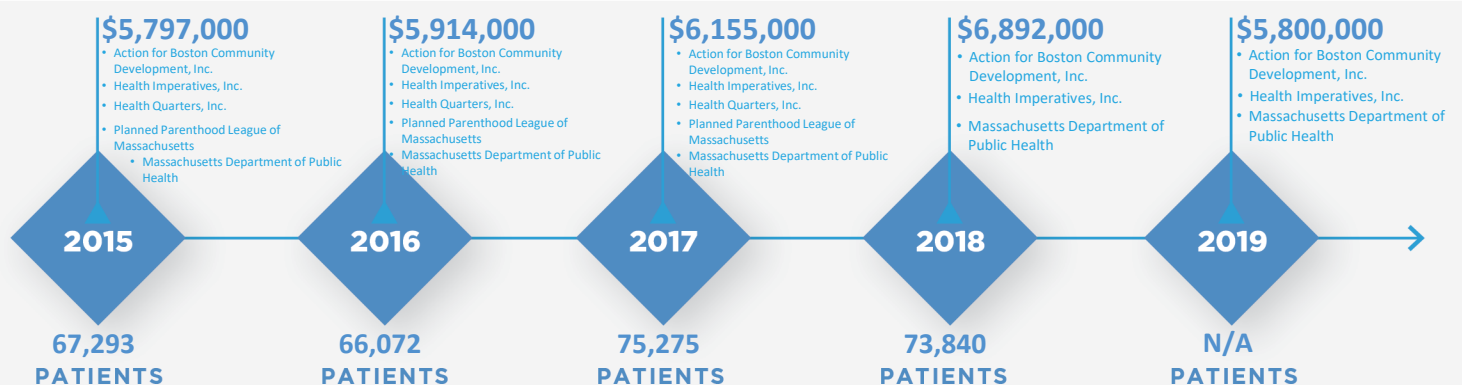 $5,797,000
• Action for Boston Community
Development, Inc.
• Health Imperatives, Inc.
• Health Quarters, Inc.
• Planned Parenthood League of
Massachusetts
• Massachusetts Department of Public
Health
2015
67,293
PATIENTS
$5,914,000
• Action for Boston Community
Development, Inc.
• Health Imperatives, Inc.
• Health Quarters, Inc.
• Planned Parenthood League of
Massachusetts
• Massachusetts Department of Public
Health
2016
66,072
PATIENTS
$6,155,000
• Action for Boston Community
Development, Inc.
• Health Imperatives, Inc.
• Health Quarters, Inc.
• Planned Parenthood League of
Massachusetts
• Massachusetts Department of Public
Health
2017
75,275
PATIENTS
$6,892,000
• Action for Boston Community
Development, Inc.
• Health Imperatives, Inc.
• Massachusetts Department of
Public Health
2018
73,840
PATIENTS
$5,800,000
• Action for Boston Community
Development, Inc.
• Health Imperatives, Inc.
• Massachusetts Department of
Public Health
2019
N/A
PATIENTS